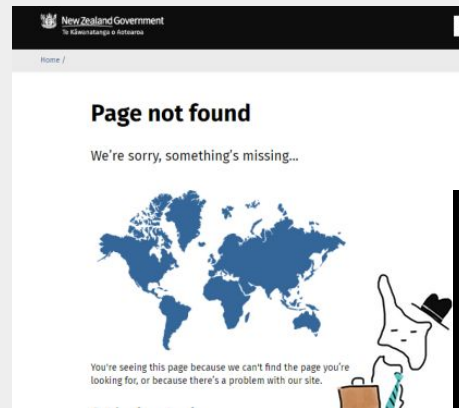 New Zealand Government
Te Kāwanatanga o Aotearoa
Home /
Page not found
We're sorry, something's missing...
You're seeing this page because we can't find the page you're
looking for, or because there's a problem with our site.